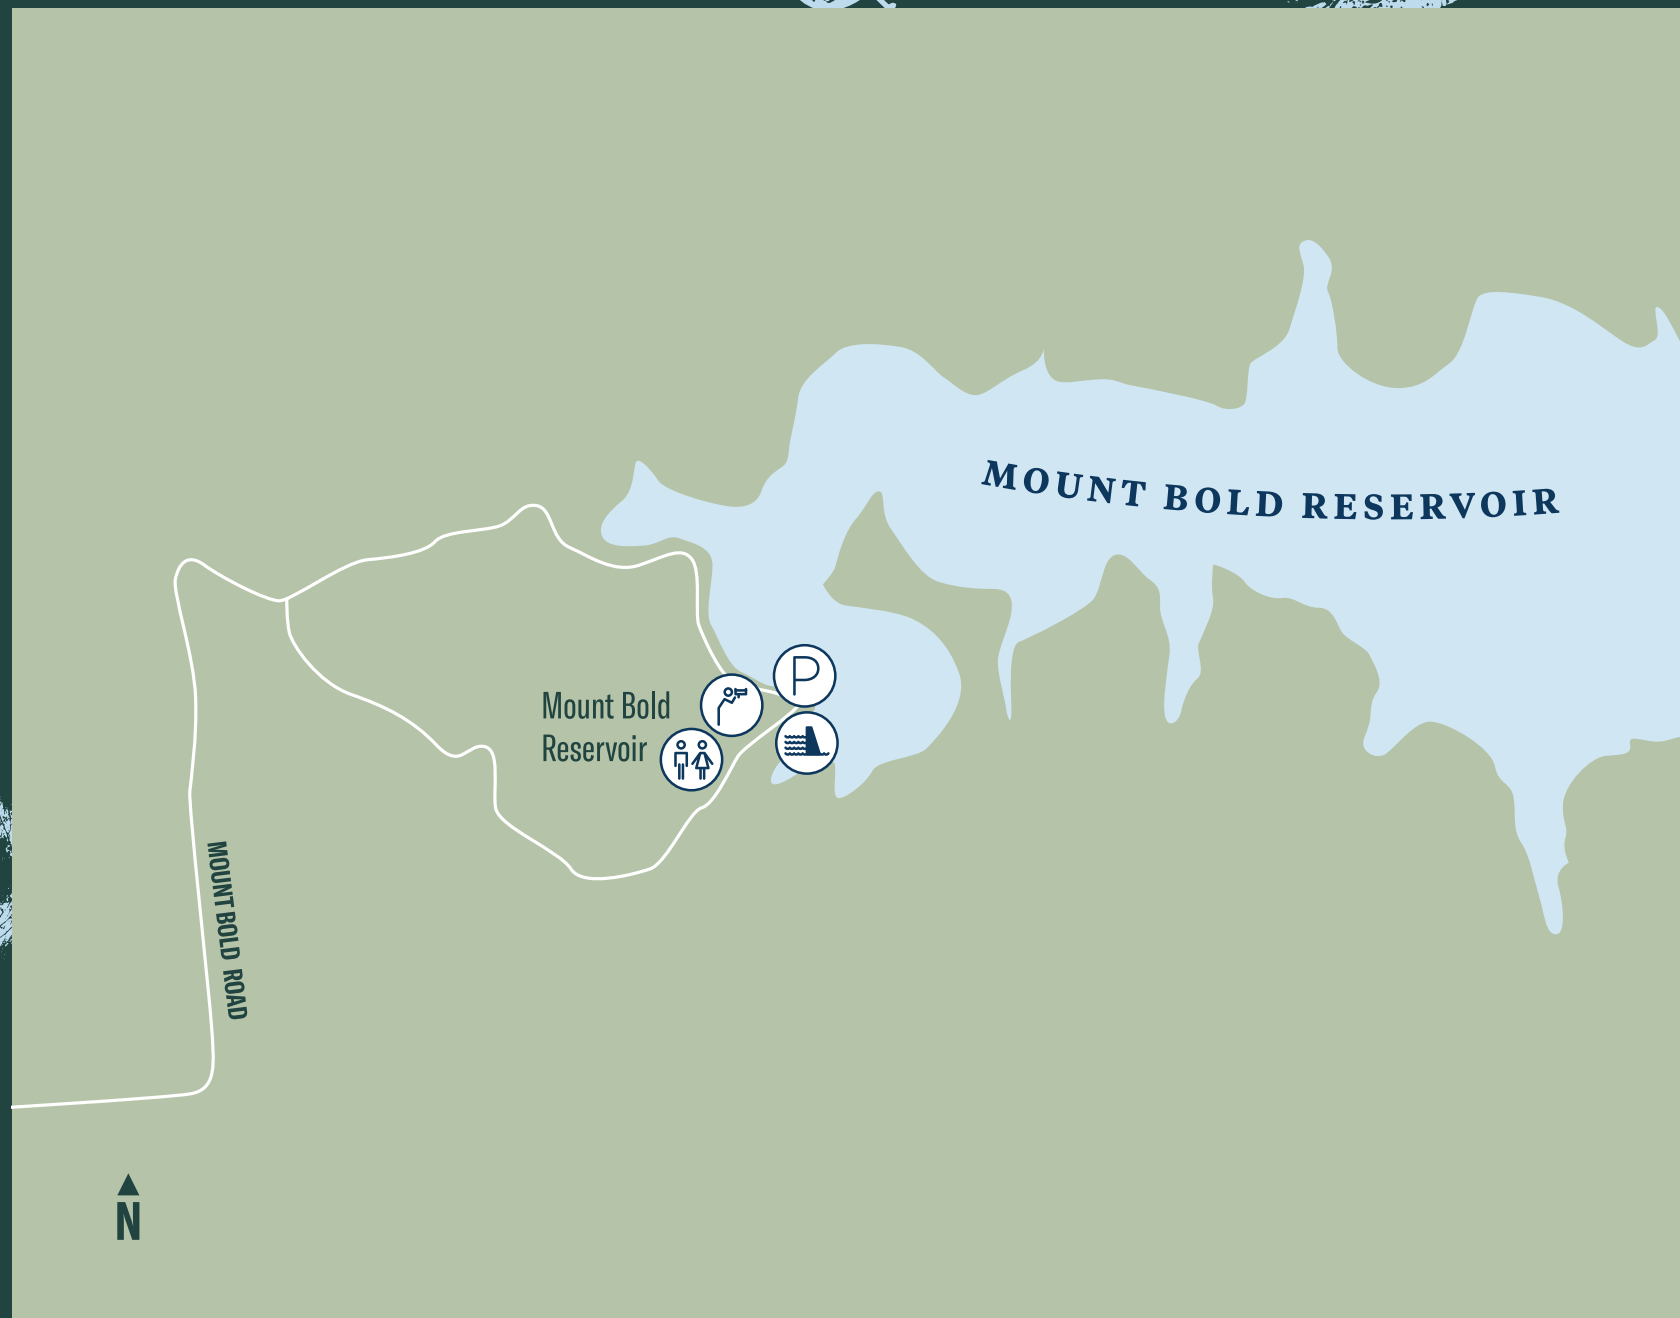 MOUNT BOLD RESERVOIR
P
Mount Bold
Reservoir
MOUNT BOLD ROAD
N